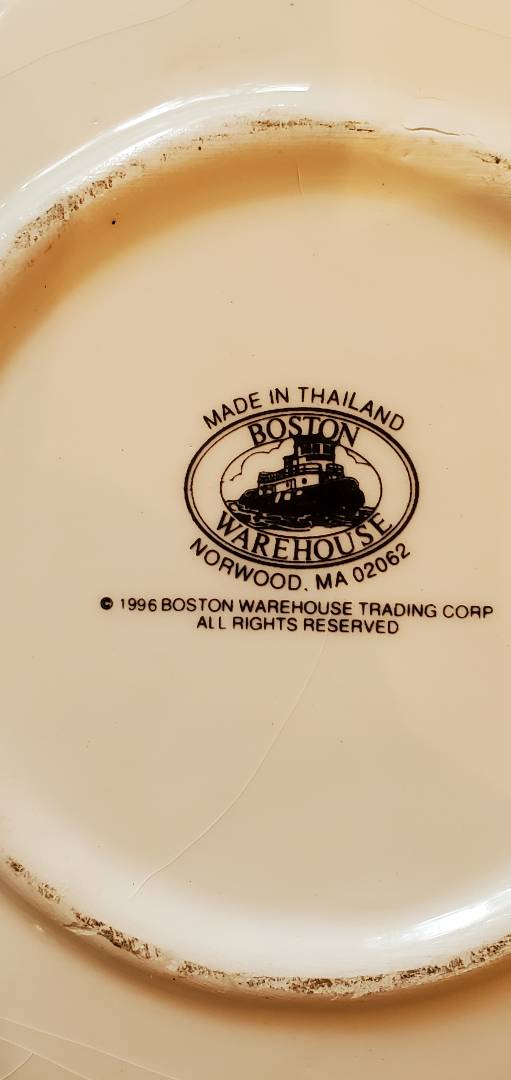 MADE IN THAILAND
BOSTON
WAREHOUSE
NORWOOD, MA 02062
© 1996 BOSTON WAREHOUSE TRADING CORP
ALL RIGHTS RESERVED